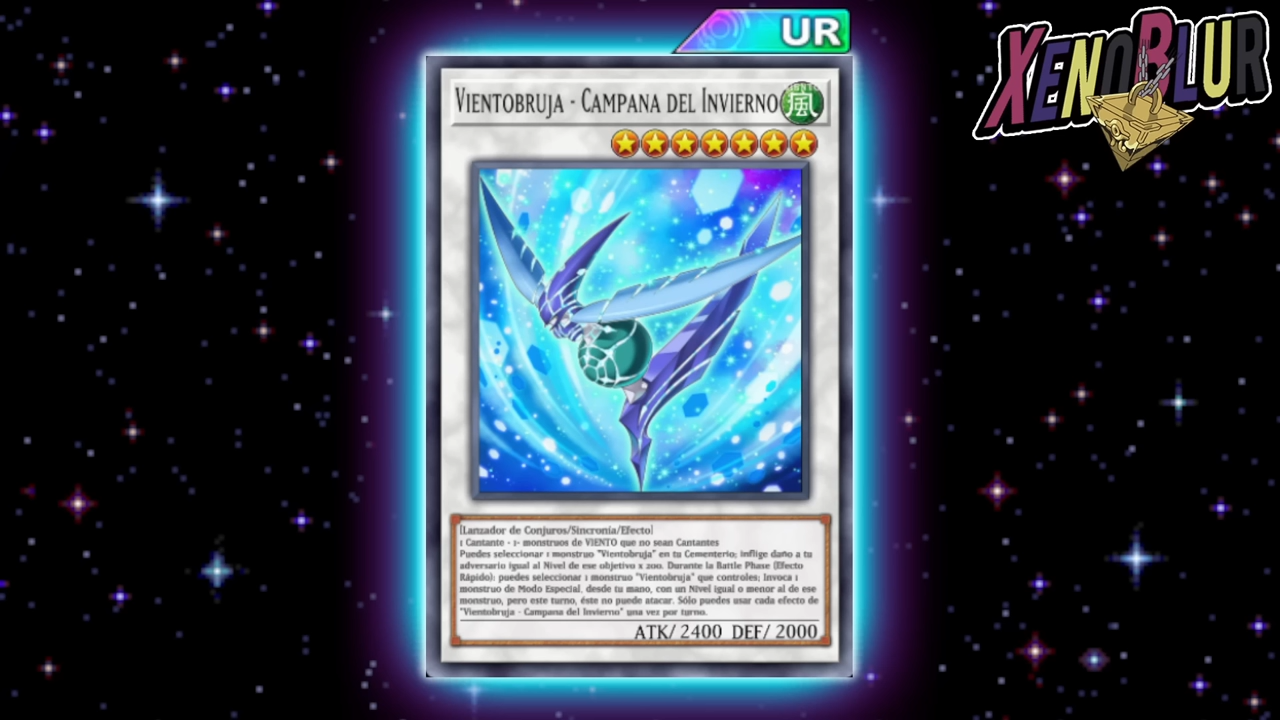 UR
XENOBLUR
VIENTOBRUJA - CAMPANA DEL INVIERNO
風
[Lanzador de Conjuros/Sincronía/Efecto]
1 Cantante - 1- monstruos de VIENTO que no sean Cantantes
Puedes seleccionar 1 monstruo "Vientobruja" en tu Cementerio; inflige daño a tu
adversario igual al Nivel de ese objetivo x 200. Durante la Battle Phase (Efecto
Rápido): puedes seleccionar 1 monstruo "Vientobruja" que controles; Invoca 1
monstruo de Modo Especial, desde tu mano, con un Nivel igual o menor al de ese
monstruo, pero este turno, éste no puede atacar. Sólo puedes usar cada efecto de
"Vientobruja - Campana del Invierno" una vez por turno.
ATK/ 2400 DEF/ 2000